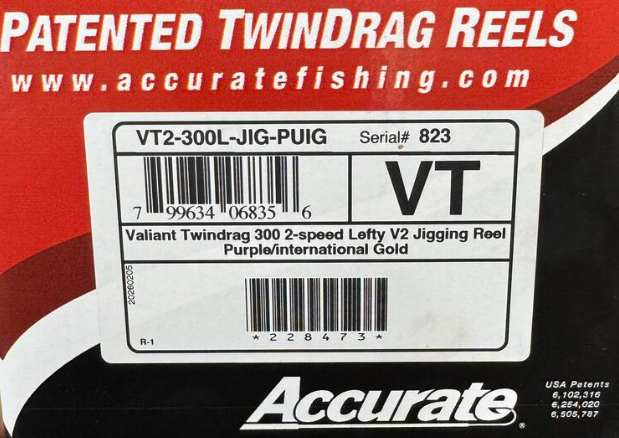 PATENTED TWINDRAG REELS
www.accuratefishing.com
VT2-300L-JIG-PUIG Serial# 823
7 99634 06835 6
VT
Valiant Twindrag 300 2-speed Lefty V2 Jigging Reel
Purple/international Gold
20260205
*228473*
R-1
Accurate®
USA Patents
6,102,316
6,254,020
6,505,787